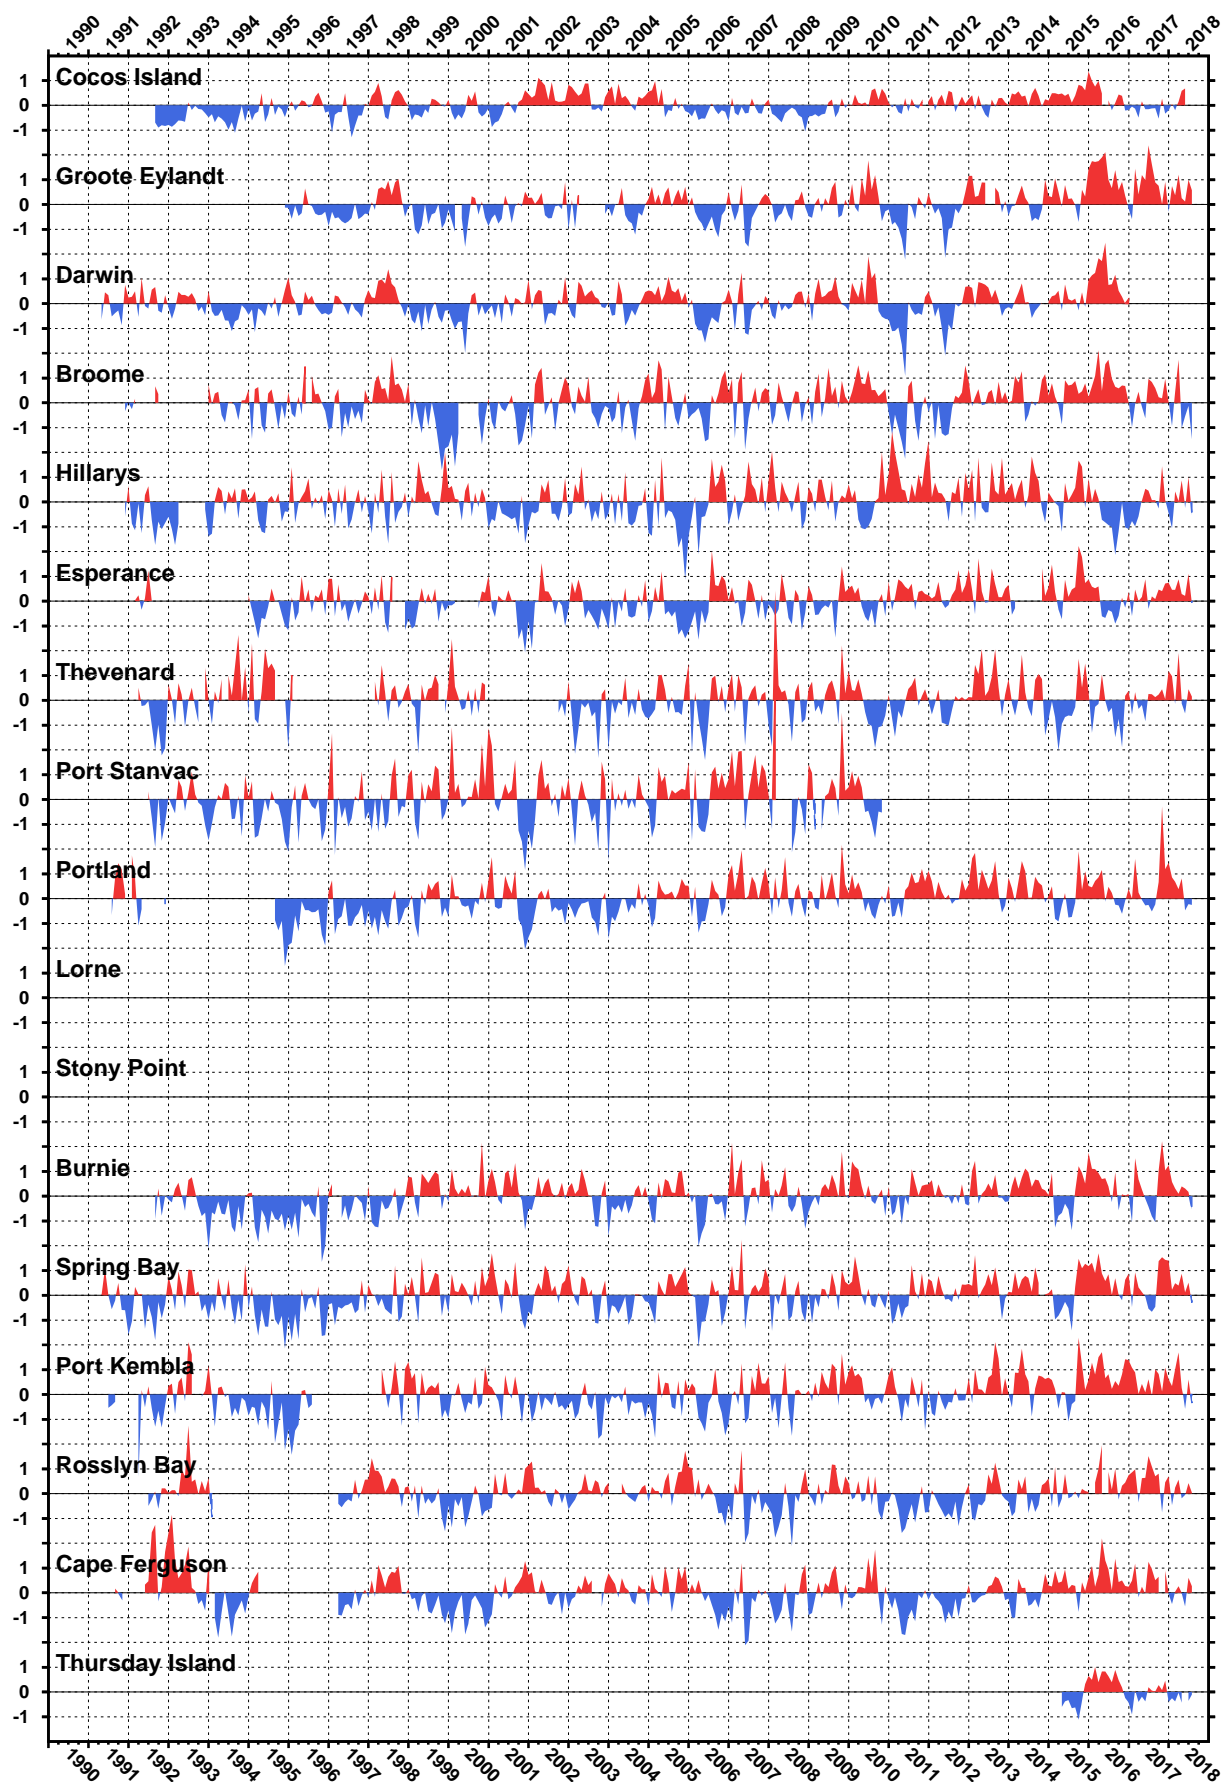 1990 1991 1992 1993 1994 1995 1996 1997 1998 1999 2000 2001 2002 2003 2004 2005 2006 2007 2008 2009 2010 2011 2012 2013 2014 2015 2016 2017 2018
Cocos Island
1
0
-1
Groote Eylandt
1
0
-1
Darwin
1
0
-1
Broome
1
0
-1
Hillarys
1
0
-1
Esperance
1
0
-1
Thevenard
1
0
-1
Port Stanvac
1
0
-1
Portland
1
0
-1
Lorne
1
0
-1
Stony Point
1
0
-1
Burnie
1
0
-1
Spring Bay
1
0
-1
Port Kembla
1
0
-1
Rosslyn Bay
1
0
-1
Cape Ferguson
1
0
-1
Thursday Island
1
0
-1
1990 1991 1992 1993 1994 1995 1996 1997 1998 1999 2000 2001 2002 2003 2004 2005 2006 2007 2008 2009 2010 2011 2012 2013 2014 2015 2016 2017 2018